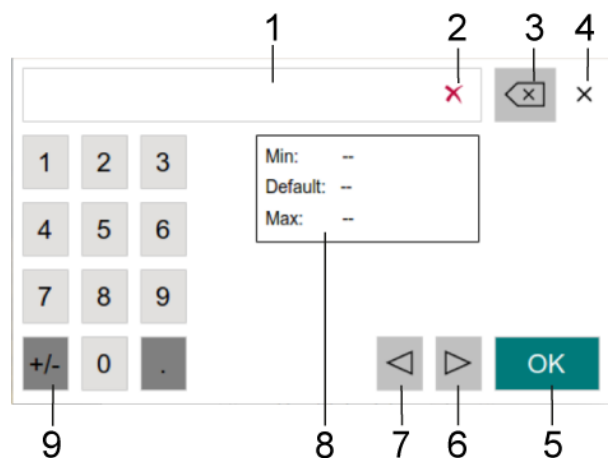 1 2 3 4
1 2 3
Min: --
Default: --
Max: --
4 5 6
7 8 9
+/- 0 .
OK
9 8 7 6 5